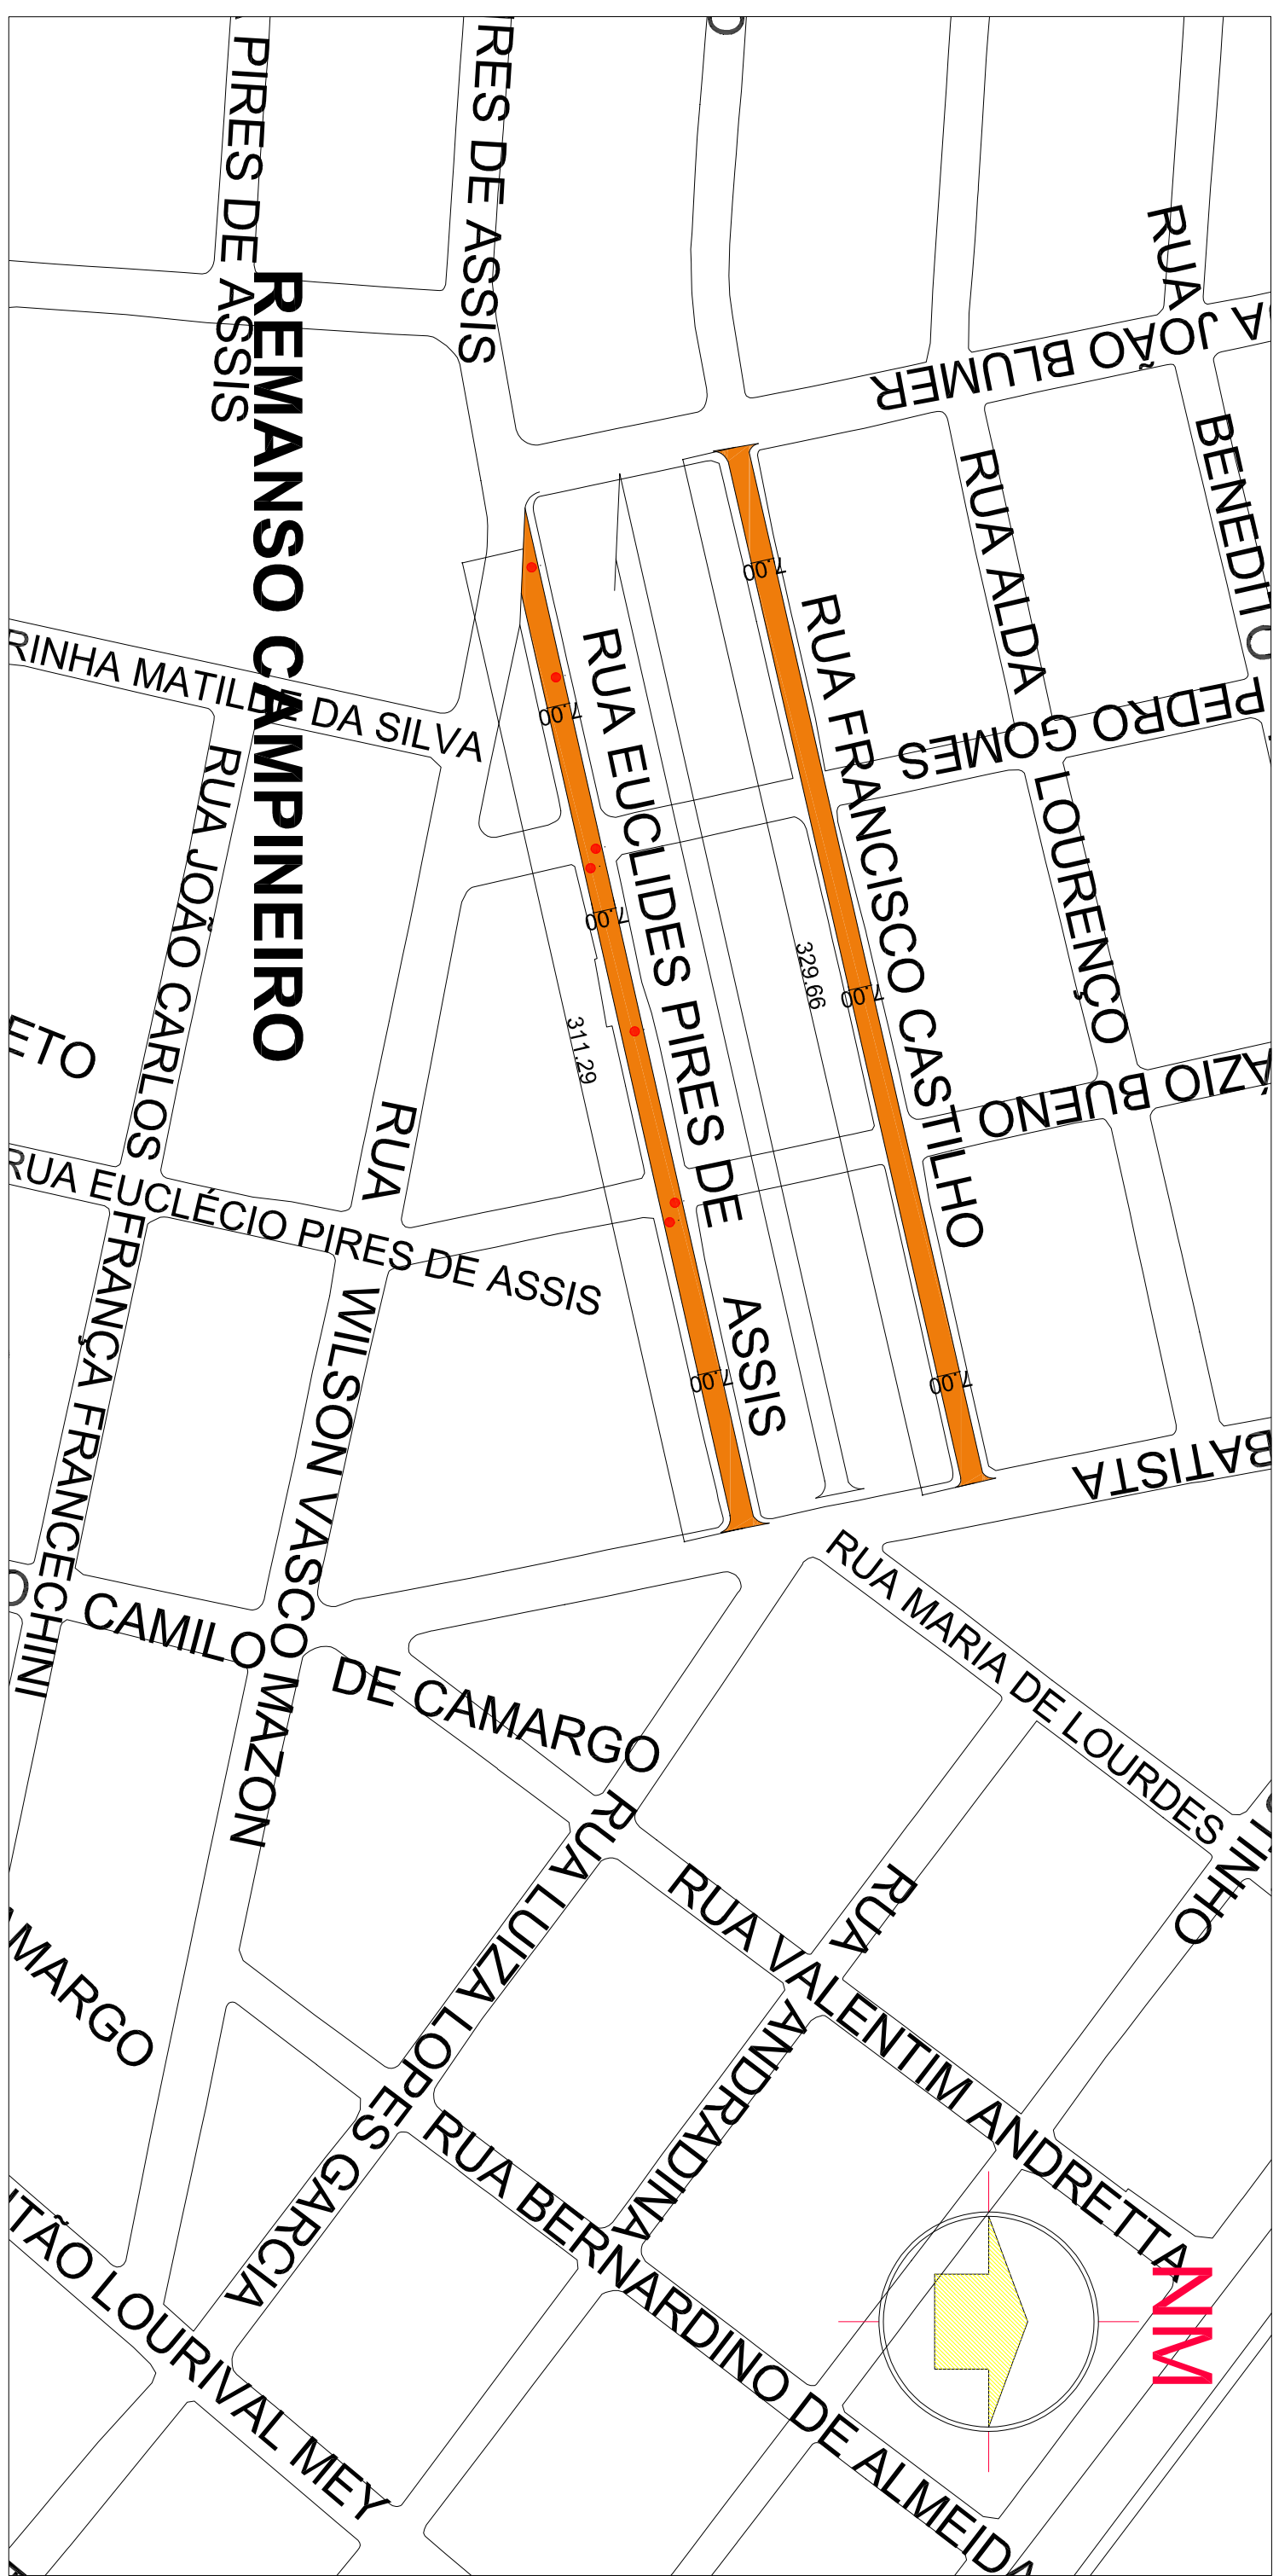 PIRES DE ASSIS
RES DE ASSIS
REMANSO CAMPINEIRO
RUA
BENEDITO
JOÃO BLUMER
RUA ALDA
LOURENÇO
PEDRO GOMES
ÁZIO BUENO
BATISTA
RUA FRANCISCO CASTILHO
RUA EUCLIDES PIRES DE
ASSIS
7.00
7.00
7.00
7.00
7.00
7.00
329.66
311.29
RINHA MATILDE DA SILVA
RUA JOÃO CARLOS
FRANÇA FRANCECHINI
ETO
RUA EUCLÉCIO PIRES DE ASSIS
RUA
WILSON VASCO MAZON
CAMILO
DE CAMARGO
RUA MARIA DE LOURDES
TINHO
RUA LUIZA LOPES GARCIA
RUA VALENTIM ANDRETTA
RUA
ANDRADINA
MARGO
RUA BERNARDINO DE ALMEIDA
ITÃO LOURIVAL MEY
NM